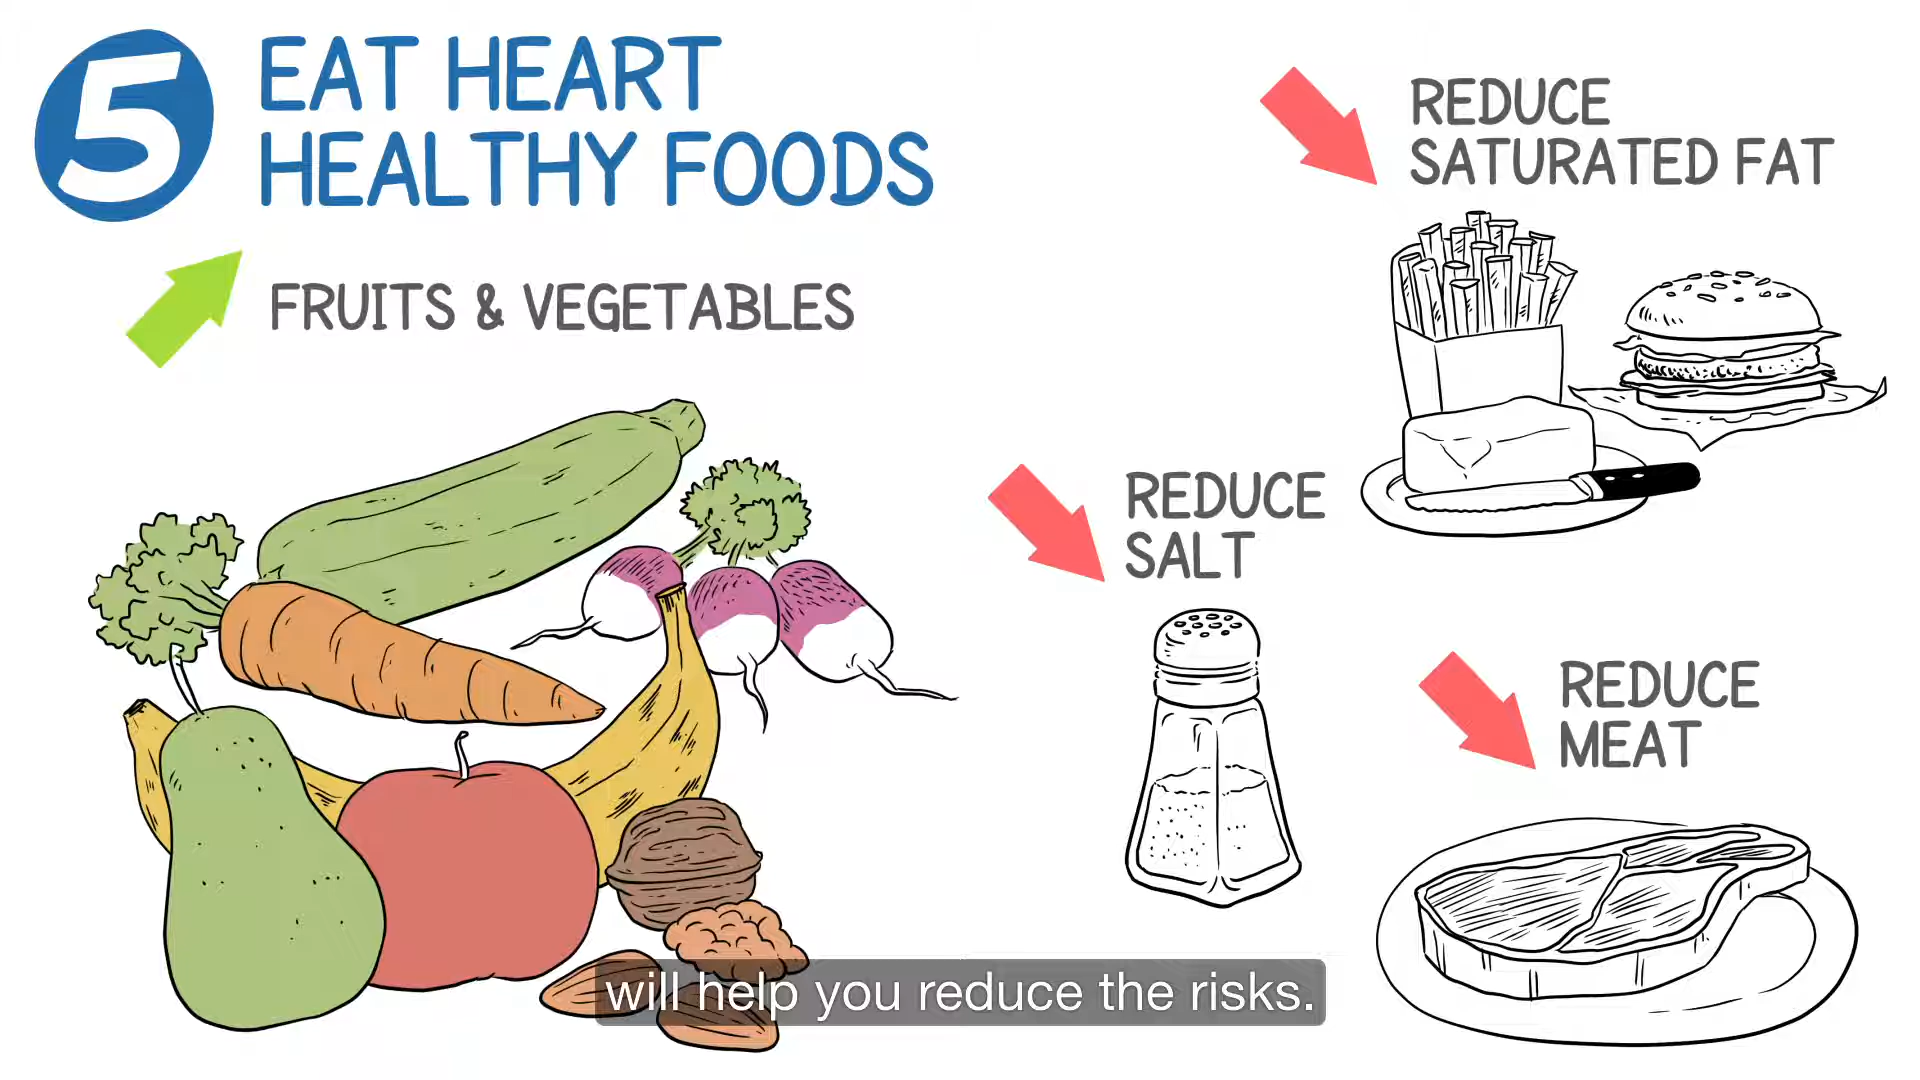 5
EAT HEART
HEALTHY FOODS
FRUITS & VEGETABLES
REDUCE
SATURATED FAT
REDUCE
SALT
REDUCE
MEAT
will help you reduce the risks.